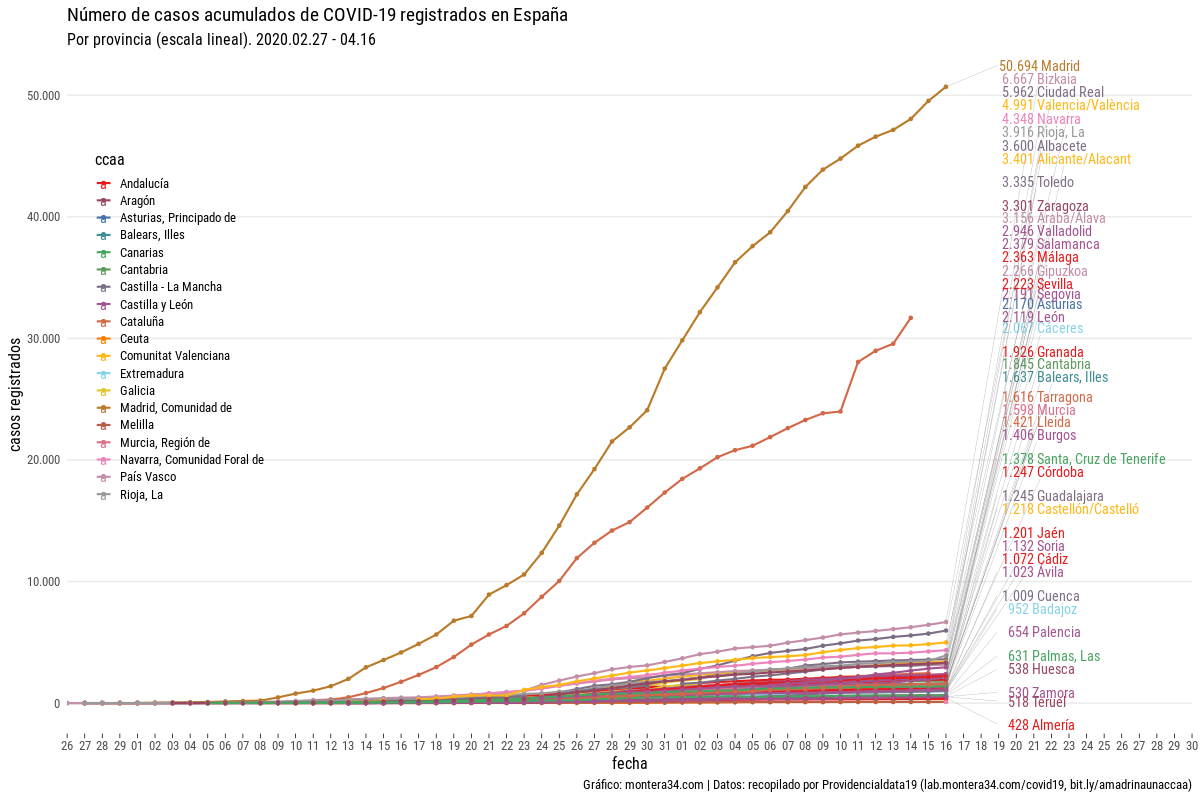 Número de casos acumulados de COVID-19 registrados en España
Por provincia (escala lineal). 2020.02.27 - 04.16
casos registrados
50.000
40.000
30.000
20.000
10.000
0
ccaa
Andalucía
Aragón
Asturias, Principado de
Balears, Illes
Canarias
Cantabria
Castilla - La Mancha
Castilla y León
Cataluña
Ceuta
Comunitat Valenciana
Extremadura
Galicia
Madrid, Comunidad de
Melilla
Murcia, Región de
Navarra, Comunidad Foral de
País Vasco
Rioja, La
50.694 Madrid
6.667 Bizkaia
5.962 Ciudad Real
4.991 Valencia/València
4.348 Navarra
3.916 Rioja, La
3.600 Albacete
3.401 Alicante/Alacant
3.335 Toledo
3.301 Zaragoza
3.156 Araba/Álava
2.946 Valladolid
2.379 Salamanca
2.363 Málaga
2.266 Gipuzkoa
2.223 Sevilla
2.191 Segovia
2.170 Asturias
2.119 León
2.067 Cáceres
1.926 Granada
1.845 Cantabria
1.637 Balears, Illes
1.616 Tarragona
1.598 Murcia
1.421 Lleida
1.406 Burgos
1.378 Santa, Cruz de Tenerife
1.247 Córdoba
1.245 Guadalajara
1.218 Castellón/Castelló
1.201 Jaén
1.132 Soria
1.072 Cádiz
1.023 Ávila
1.009 Cuenca
952 Badajoz
654 Palencia
631 Palmas, Las
538 Huesca
530 Zamora
518 Teruel
428 Almería
26 27 28 29 01 02 03 04 05 06 07 08 09 10 11 12 13 14 15 16 17 18 19 20 21 22 23 24 25 26 27 28 29 30 31 01 02 03 04 05 06 07 08 09 10 11 12 13 14 15 16 17 18 19 20 21 22 23 24 25 26 27 28 29 30
fecha
Gráfico: montera34.com | Datos: recopilado por Providencialdata19 (lab.montera34.com/covid19, bit.ly/amadrinaunaccaa)